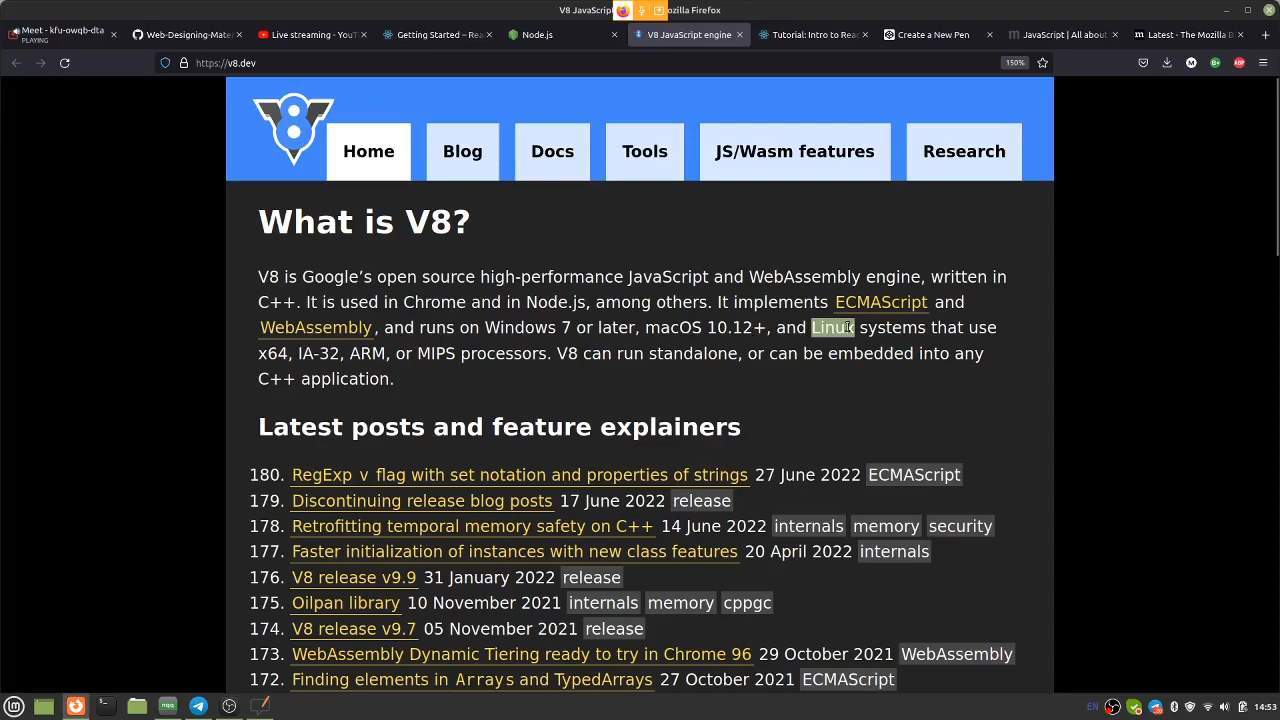 V8 JavaScri
ozilla Firefox
Meet - kfu-owqb-dta
PLAYING
Web-Designing-Mater
Live streaming - YouT
Getting Started – Rea
Node.js
V8 JavaScript engine
Tutorial: Intro to Reac
Create a New Pen
JavaScript | All about
Latest - The Mozilla B
https://v8.dev
150%
Home
Blog
Docs
Tools
JS/Wasm features
Research
What is V8?
V8 is Google’s open source high-performance JavaScript and WebAssembly engine, written in
C++. It is used in Chrome and in Node.js, among others. It implements ECMAScript and
WebAssembly, and runs on Windows 7 or later, macOS 10.12+, and Linux systems that use
x64, IA-32, ARM, or MIPS processors. V8 can run standalone, or can be embedded into any
C++ application.
Latest posts and feature explainers
180. RegExp v flag with set notation and properties of strings 27 June 2022 ECMAScript
179. Discontinuing release blog posts 17 June 2022 release
178. Retrofitting temporal memory safety on C++ 14 June 2022 internals memory security
177. Faster initialization of instances with new class features 20 April 2022 internals
176. V8 release v9.9 31 January 2022 release
175. Oilpan library 10 November 2021 internals memory cppgc
174. V8 release v9.7 05 November 2021 release
173. WebAssembly Dynamic Tiering ready to try in Chrome 96 29 October 2021 WebAssembly
172. Finding elements in Arrays and TypedArrays 27 October 2021 ECMAScript
nqq
EN
14:53